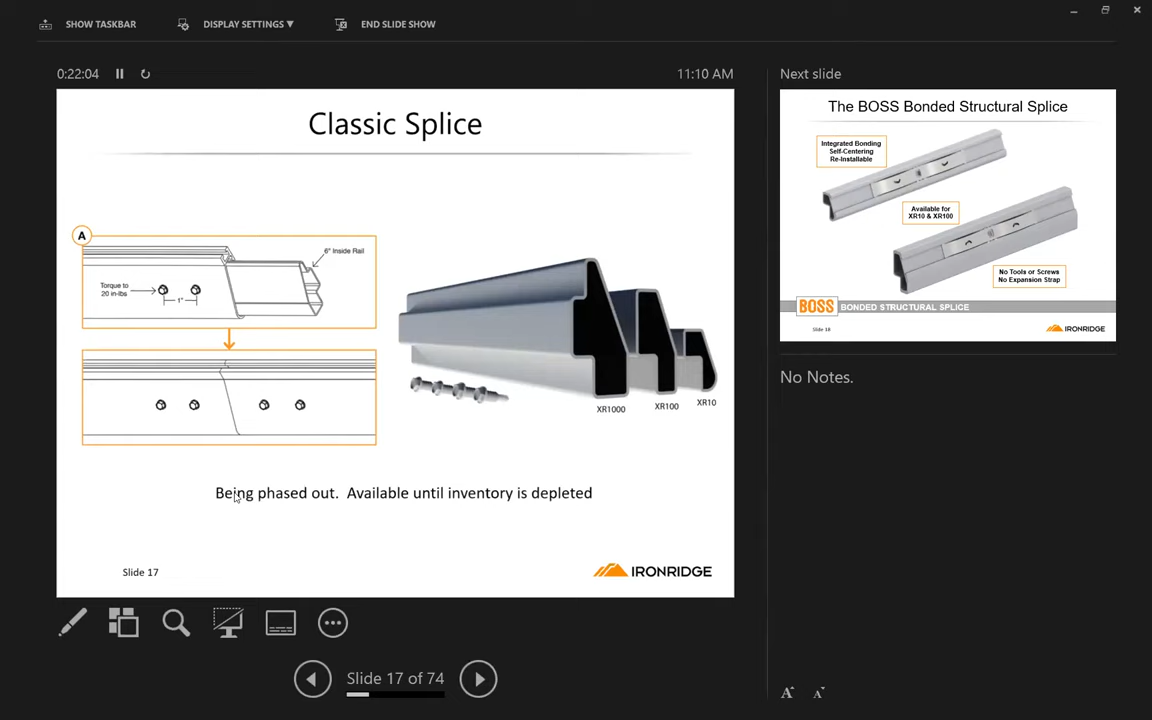 SHOW TASKBAR
DISPLAY SETTINGS ▼
END SLIDE SHOW
0:22:04
11:10 AM
Classic Splice
A
6" Inside Rail
Torque to
20 in-lbs
1"
XR1000
XR100
XR10
Being phased out. Available until inventory is depleted
Slide 17
IRONRIDGE
Slide 17 of 74
Next slide
The BOSS Bonded Structural Splice
Integrated Bonding
Self-Centering
Re-Installable
Available for
XR10 & XR100
No Tools or Screws
No Expansion Strap
BOSS BONDED STRUCTURAL SPLICE
Slide 18
IRONRIDGE
No Notes.
A A